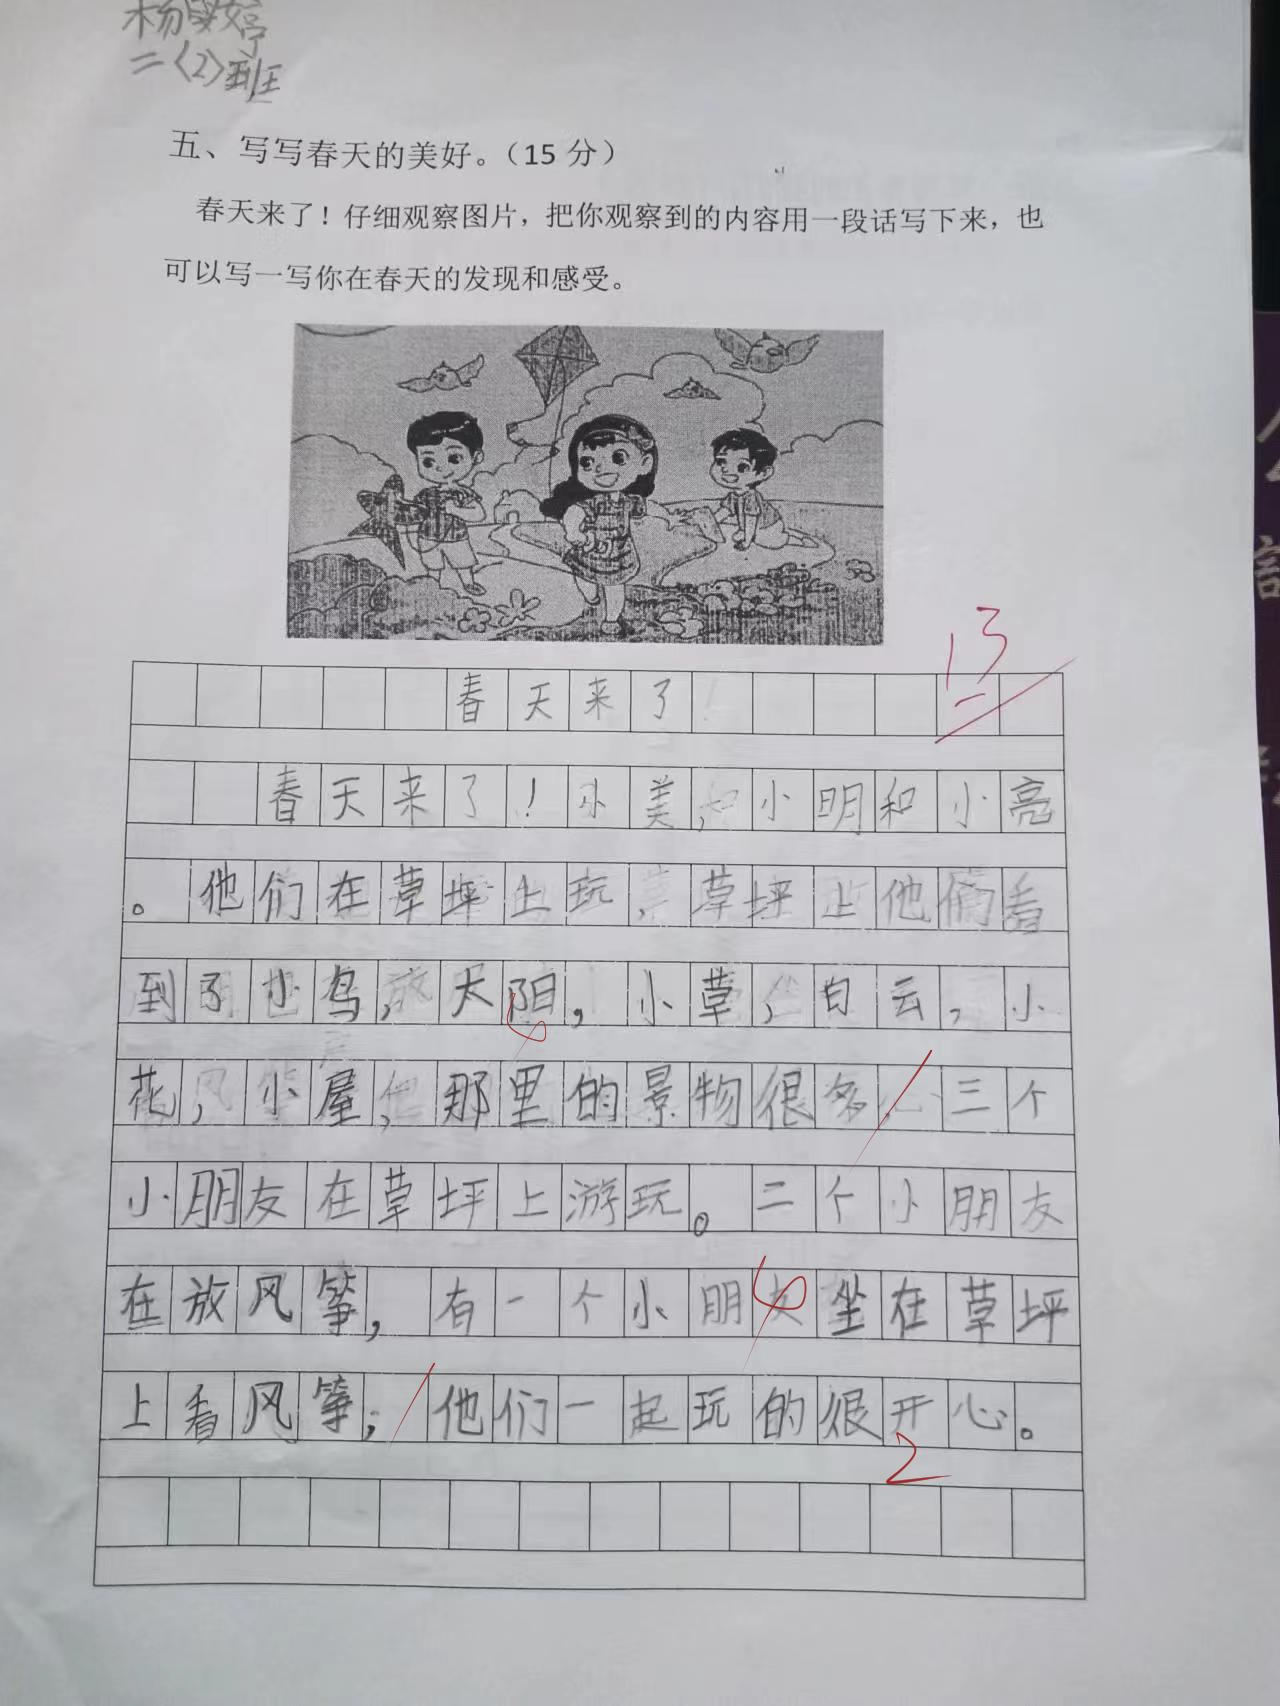 二(2)班
五、写写春天的美好。(15 分)
春天来了!仔细观察图片,把你观察到的内容用一段话写下来,也
可以写一写你在春天的发现和感受。
13
春天来了!
春天来了!小美,小明和小亮
。他们在草坪上玩,草坪上他们看
到了小鸟,太阳,小草,白云,小
花,小屋,那里的景物很多,三个
小朋友在草坪上游玩。二个小朋友
在放风筝,有一个小朋友坐在草坪
上看风筝,他们一起玩的很开心。
2